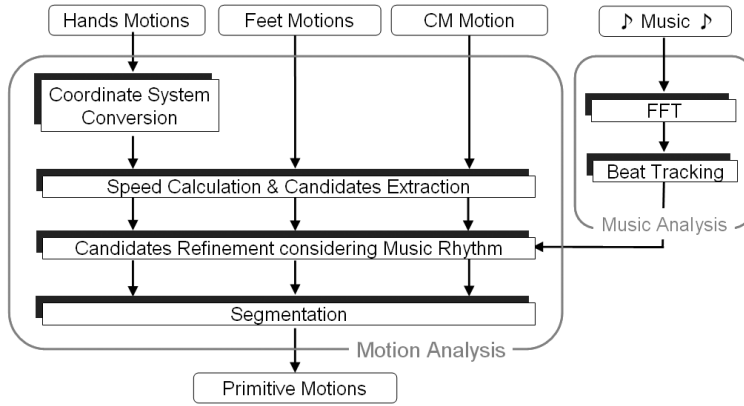 Hands Motions
Feet Motions
CM Motion
♪ Music ♪
Coordinate System
Conversion
FFT
Beat Tracking
Speed Calculation & Candidates Extraction
Music Analysis
Candidates Refinement considering Music Rhythm
Segmentation
Motion Analysis
Primitive Motions